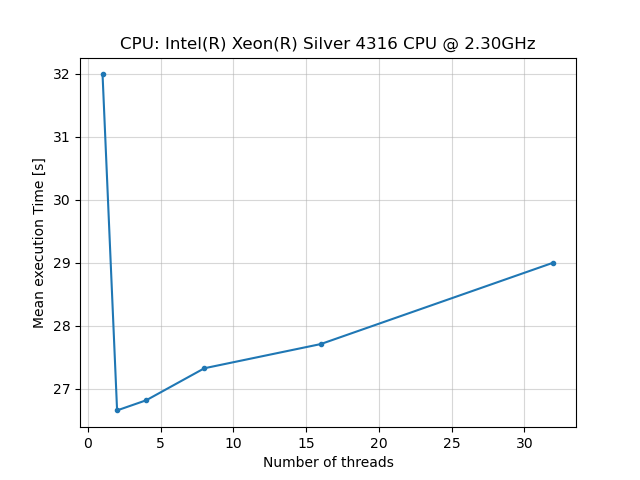 CPU: Intel(R) Xeon(R) Silver 4316 CPU @ 2.30GHz
32
31
30
29
28
27
Mean execution Time [s]
0 5 10 15 20 25 30
Number of threads